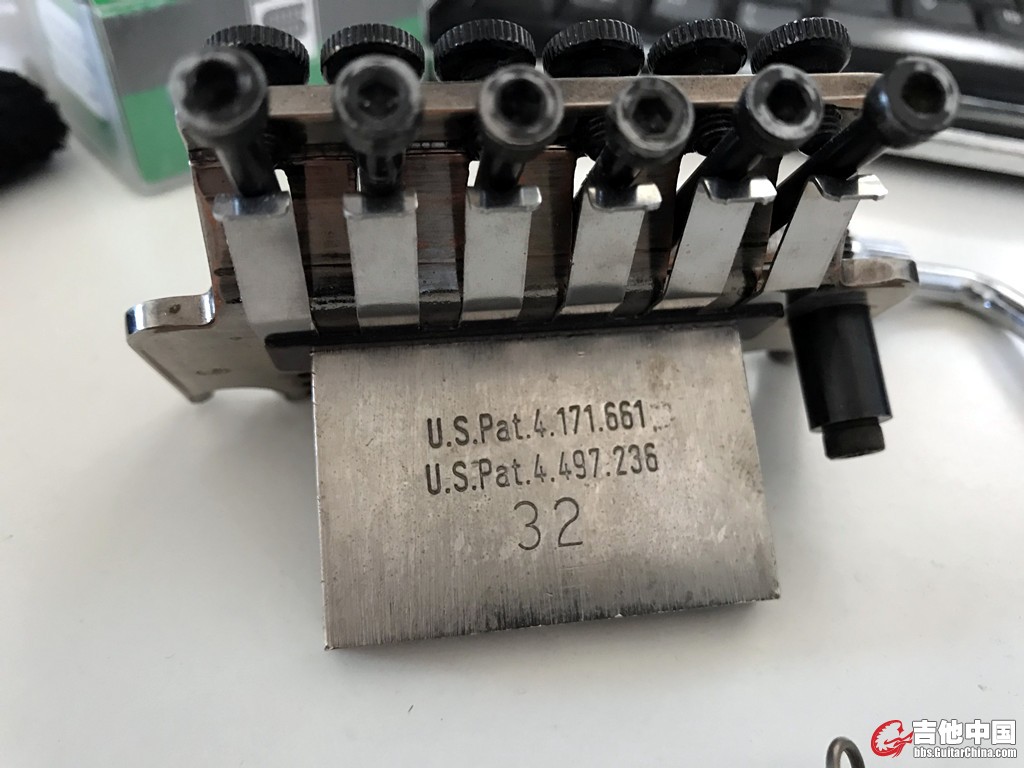 U.S.Pat.4.171.661
U.S.Pat.4.497.236
32
吉他中国
bbs.GuitarChina.com